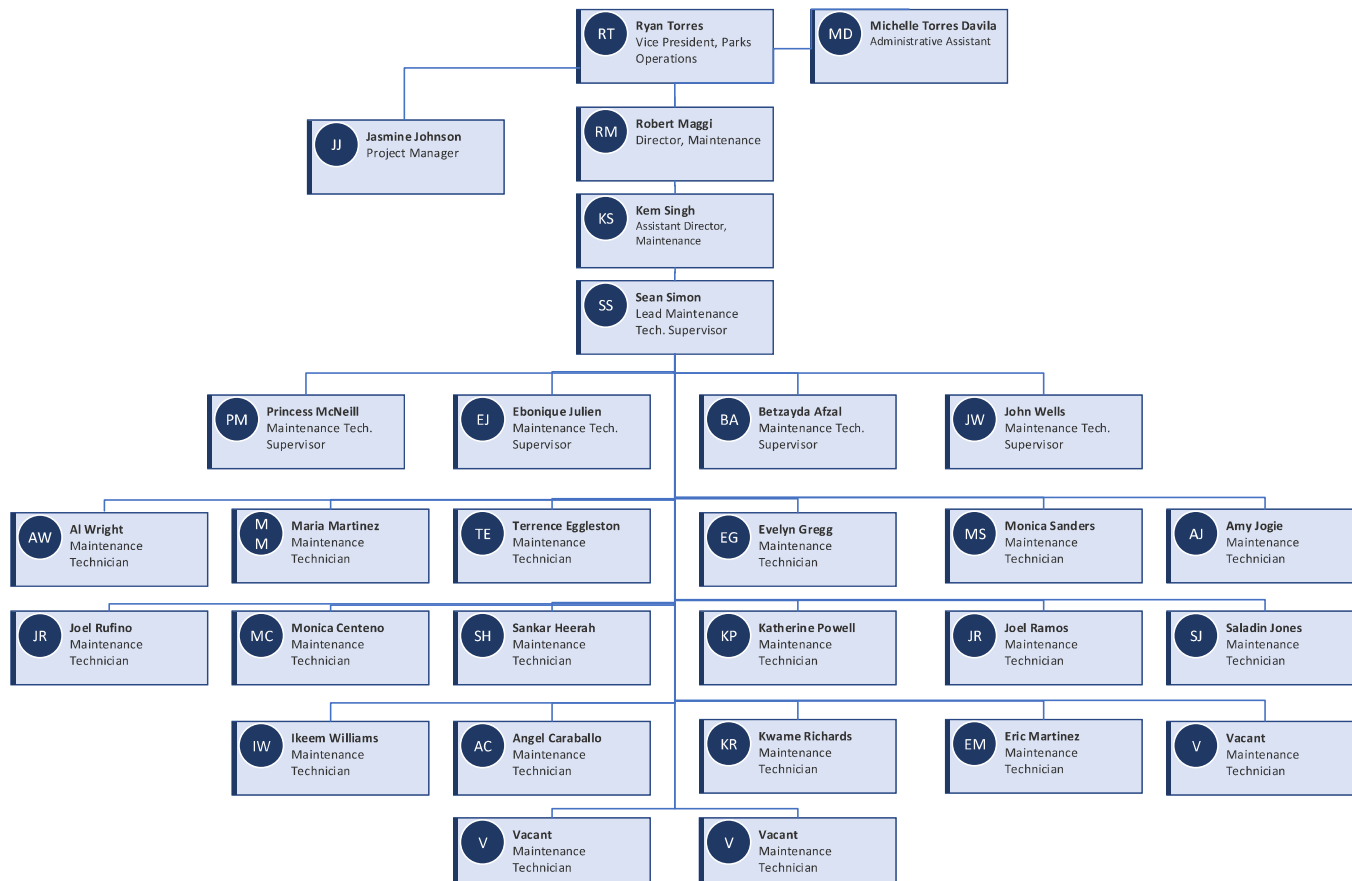 RT
Ryan Torres
Vice President, Parks
Operations
MD
Michelle Torres Davila
Administrative Assistant
JJ
Jasmine Johnson
Project Manager
RM
Robert Maggi
Director, Maintenance
KS
Kem Singh
Assistant Director,
Maintenance
SS
Sean Simon
Lead Maintenance
Tech. Supervisor
PM
Princess McNeill
Maintenance Tech.
Supervisor
EJ
Ebonique Julien
Maintenance Tech.
Supervisor
BA
Betzayda Afzal
Maintenance Tech.
Supervisor
JW
John Wells
Maintenance Tech.
Supervisor
AW
Al Wright
Maintenance
Technician
M
M
Maria Martinez
Maintenance
Technician
TE
Terrence Eggleston
Maintenance
Technician
EG
Evelyn Gregg
Maintenance
Technician
MS
Monica Sanders
Maintenance
Technician
AJ
Amy Jogie
Maintenance
Technician
JR
Joel Rufino
Maintenance
Technician
MC
Monica Centeno
Maintenance
Technician
SH
Sankar Heerah
Maintenance
Technician
KP
Katherine Powell
Maintenance
Technician
JR
Joel Ramos
Maintenance
Technician
SJ
Saladin Jones
Maintenance
Technician
IW
Ikeem Williams
Maintenance
Technician
AC
Angel Caraballo
Maintenance
Technician
KR
Kwame Richards
Maintenance
Technician
EM
Eric Martinez
Maintenance
Technician
V
Vacant
Maintenance
Technician
V
Vacant
Maintenance
Technician
V
Vacant
Maintenance
Technician